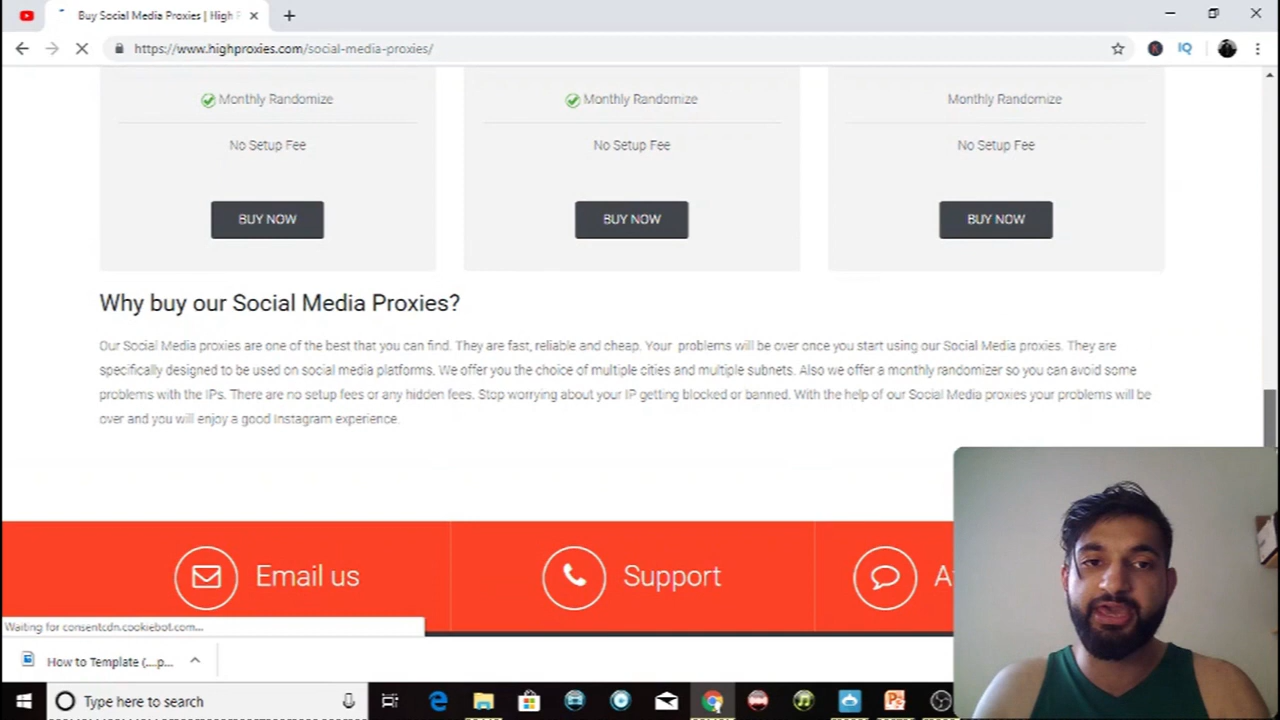 Buy Social Media Proxies | High P
https://www.highproxies.com/social-media-proxies/
IQ
Monthly Randomize
Monthly Randomize
Monthly Randomize
No Setup Fee
No Setup Fee
No Setup Fee
BUY NOW
BUY NOW
BUY NOW
Why buy our Social Media Proxies?
Our Social Media proxies are one of the best that you can find. They are fast, reliable and cheap. Your problems will be over once you start using our Social Media proxies. They are
specifically designed to be used on social media platforms. We offer you the choice of multiple cities and multiple subnets. Also we offer a monthly randomizer so you can avoid some
problems with the IPs. There are no setup fees or any hidden fees. Stop worrying about your IP getting blocked or banned. With the help of our Social Media proxies your problems will be
over and you will enjoy a good Instagram experience.
Email us
Support
Waiting for consentcdn.cookiebot.com...
How to Template (....p...
Type here to search